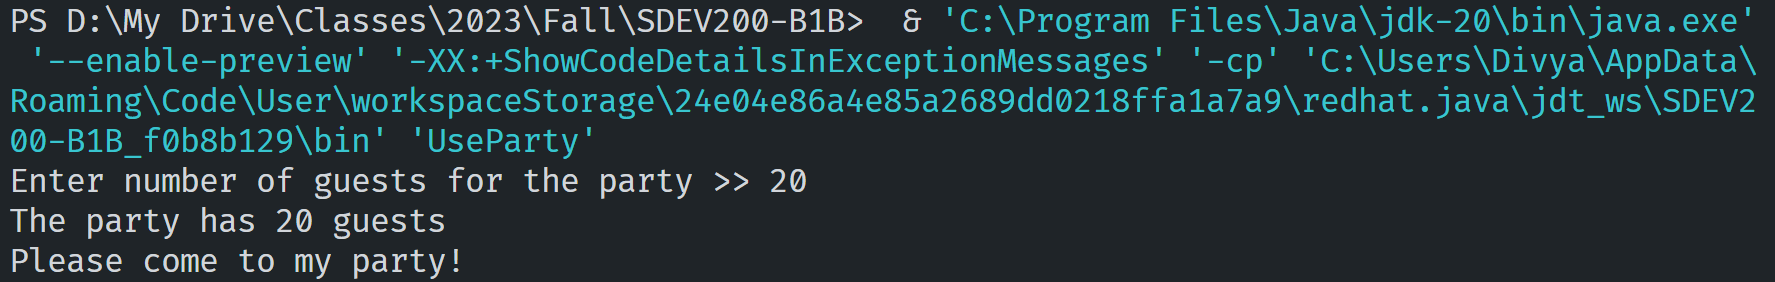 PS D:\My Drive\Classes\2023\Fall\SDEV200-B1B>  & 'C:\Program Files\Java\jdk-20\bin\java.exe'
 '--enable-preview' '-XX:+ShowCodeDetailsInExceptionMessages' '-cp' 'C:\Users\Divya\AppData\
Roaming\Code\User\workspaceStorage\24e04e86a4e85a2689dd0218ffa1a7a9\redhat.java\jdt_ws\SDEV2
00-B1B_f0b8b129\bin' 'UseParty'
Enter number of guests for the party >> 20
The party has 20 guests
Please come to my party!